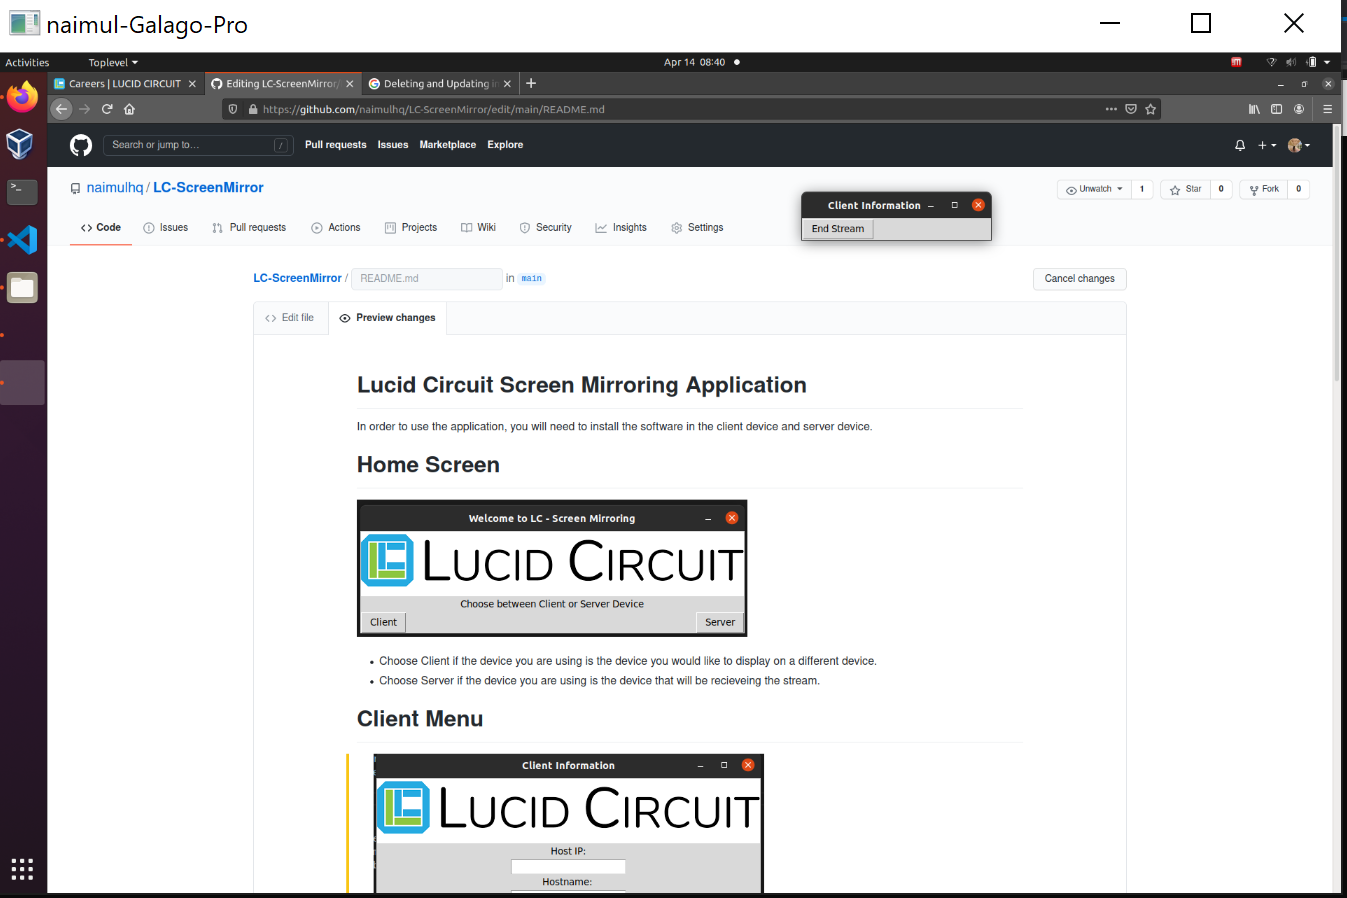 naimul-Galago-Pro
Activities
Toplevel
Apr 14 08:40
Careers | LUCID CIRCUIT
Editing LC-ScreenMirror/
Deleting and Updating in
https://github.com/naimulhq/LC-ScreenMirror/edit/main/README.md
Search or jump to…
/
Pull requests
Issues
Marketplace
Explore
naimulhq / LC-ScreenMirror
Unwatch 1
Star 0
Fork 0
Client Information
End Stream
Code
Issues
Pull requests
Actions
Projects
Wiki
Security
Insights
Settings
LC-ScreenMirror / README.md in main
Cancel changes
Edit file
Preview changes
Lucid Circuit Screen Mirroring Application
In order to use the application, you will need to install the software in the client device and server device.
Home Screen
Welcome to LC - Screen Mirroring
LUCID CIRCUIT
Choose between Client or Server Device
Client
Server
Choose Client if the device you are using is the device you would like to display on a different device.
Choose Server if the device you are using is the device that will be recieveing the stream.
Client Menu
Client Information
LUCID CIRCUIT
Host IP:
Hostname: